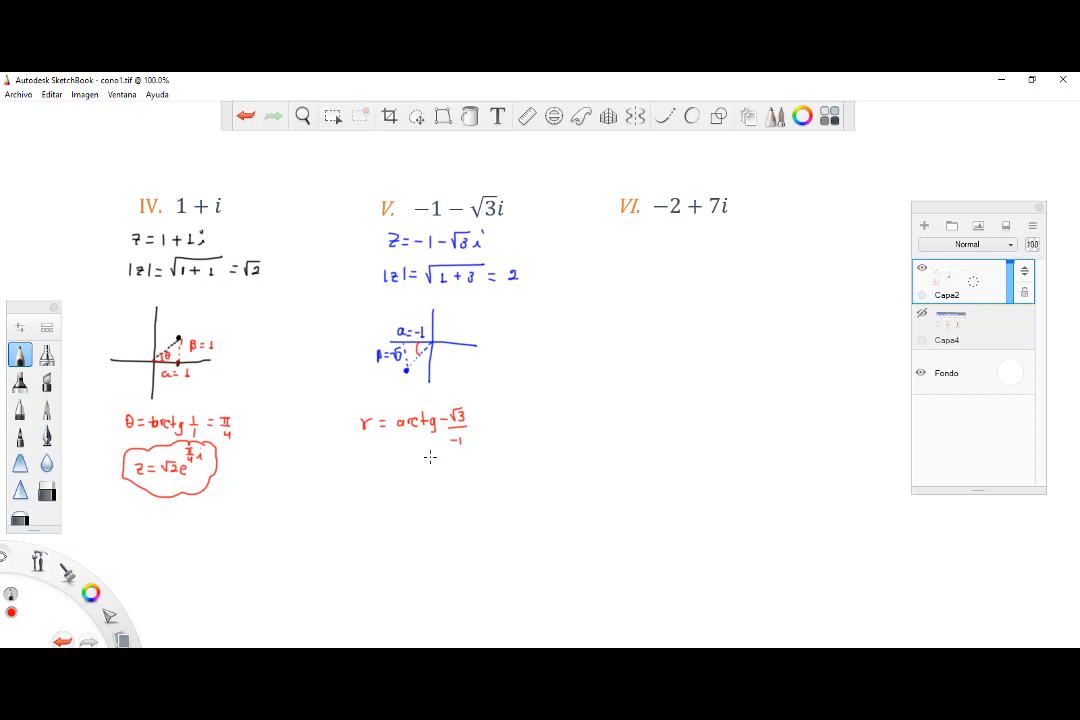 Autodesk SketchBook - cono1.tif @ 100.0%
Archivo Editar Imagen Ventana Ayuda
IV. 1 + i
z = 1 + 1i
|z| = √1 + 1 = √2
β = 1
θ
a = 1
θ = arctg 1/1 = π/4
z = √2e^π/4 i
V. −1 − √3i
z = −1 − √3 i
|z| = √1 + 3 = 2
a = −1
r = arctg −√3/−1
VI. −2 + 7i
Normal
100
Capa2
Capa4
Fondo